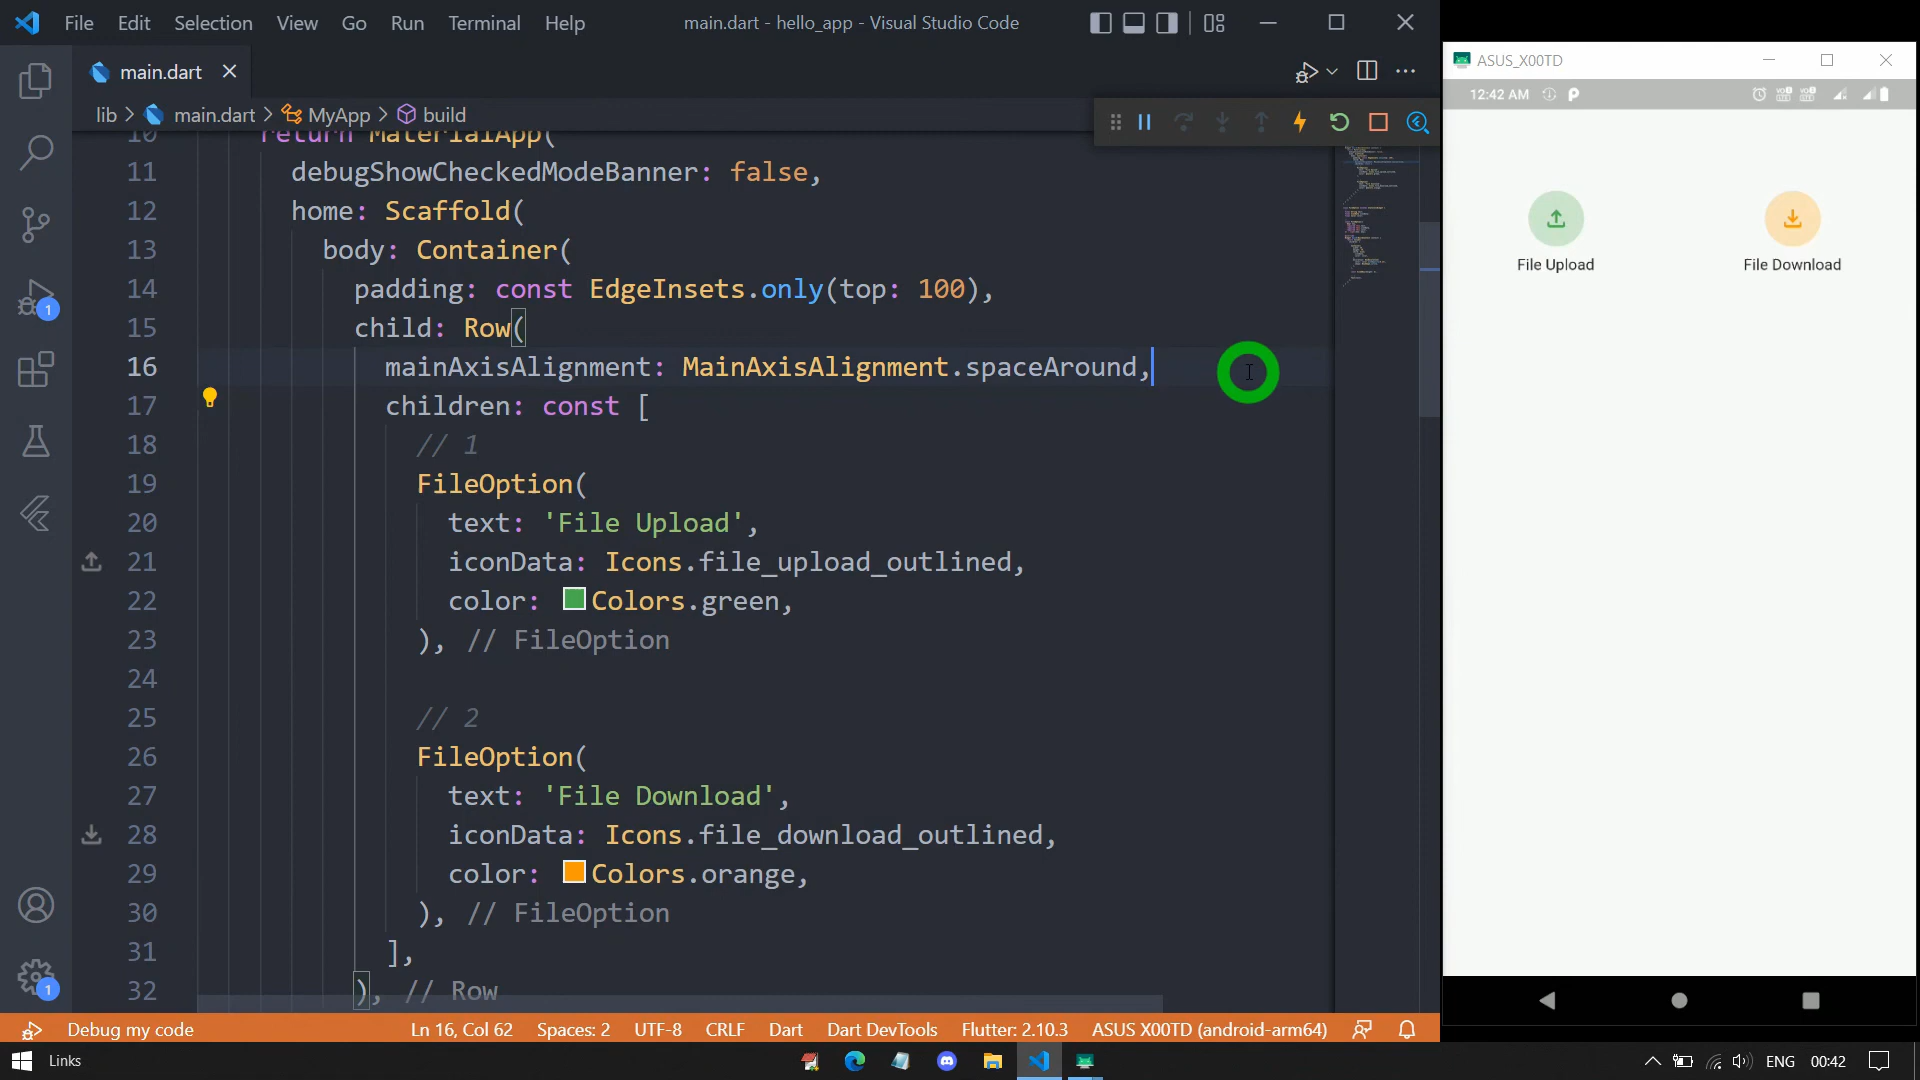 File Edit Selection View Go Run Terminal Help main.dart - hello_app - Visual Studio Code
main.dart
lib > main.dart > MyApp > build
10 return MaterialApp(
11 debugShowCheckedModeBanner: false,
12 home: Scaffold(
13 body: Container(
14 padding: const EdgeInsets.only(top: 100),
15 child: Row(
16 mainAxisAlignment: MainAxisAlignment.spaceAround,
17 children: const [
18 // 1
19 FileOption(
20 text: 'File Upload',
21 iconData: Icons.file_upload_outlined,
22 color: Colors.green,
23 ), // FileOption
24
25 // 2
26 FileOption(
27 text: 'File Download',
28 iconData: Icons.file_download_outlined,
29 color: Colors.orange,
30 ), // FileOption
31 ],
32 ), // Row
1
1
Debug my code Ln 16, Col 62 Spaces: 2 UTF-8 CRLF Dart Dart DevTools Flutter: 2.10.3 ASUS X00TD (android-arm64)
ASUS_X00TD
12:42 AM
File Upload File Download
Links ENG 00:42